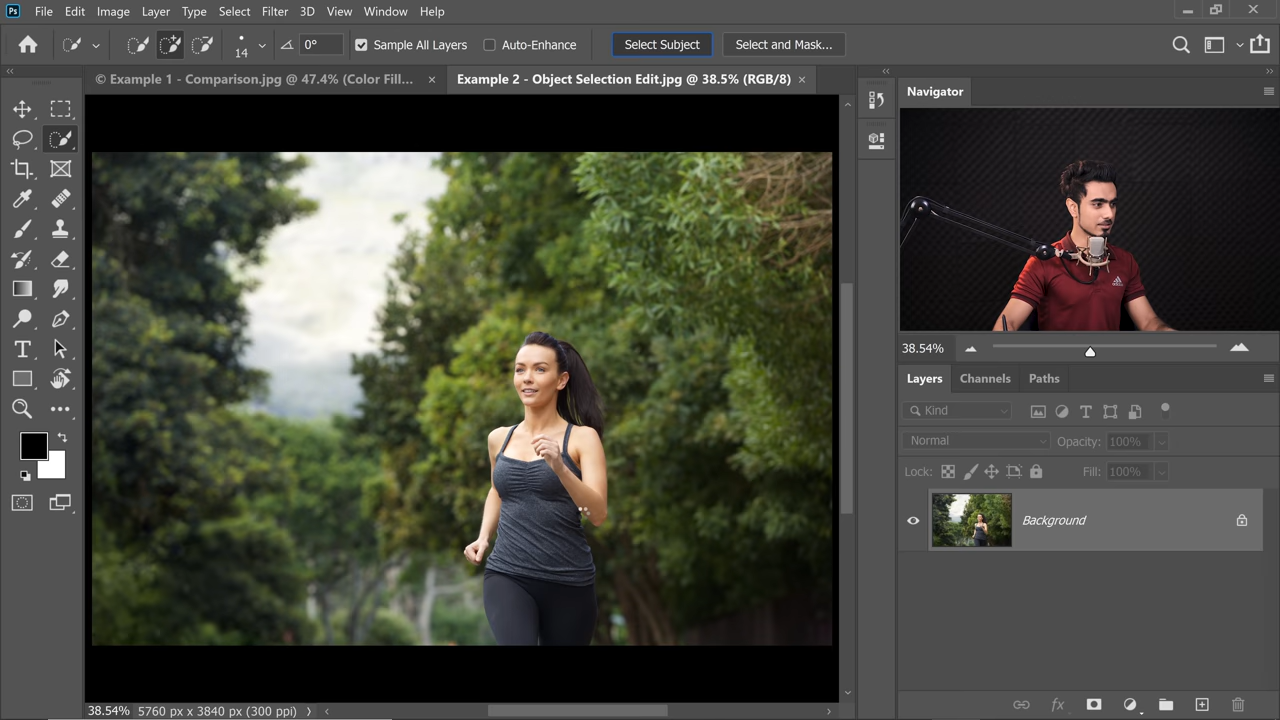 Ps File Edit Image Layer Type Select Filter 3D View Window Help
14 0° Sample All Layers Auto-Enhance Select Subject Select and Mask...
© Example 1 - Comparison.jpg @ 47.4% (Color Fill... × Example 2 - Object Selection Edit.jpg @ 38.5% (RGB/8) ×
Navigator
adidas
38.54%
Layers Channels Paths
Kind
Normal Opacity: 100%
Lock: Fill: 100%
Background
fx
38.54% 5760 px x 3840 px (300 ppi)